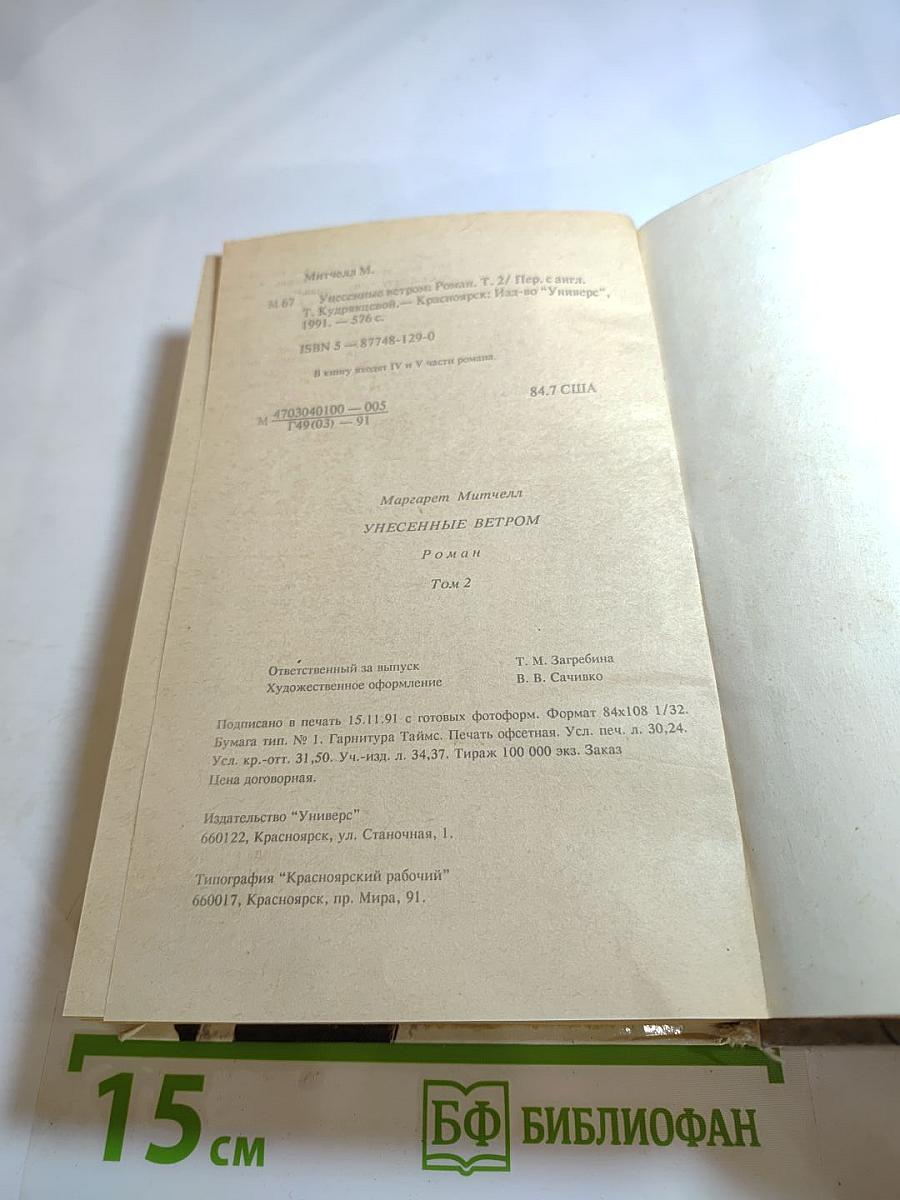 Митчелл М.
М 67 Унесенные ветром: Роман. Т. 2/ Пер. с англ.
Т. Кудрявцевой.— Красноярск: Изд-во "Универс",
1991. — 576 с.
ISBN 5 — 87748-129-0
В книгу входят IV и V части романа.
М 4703040100 — 005
Г49(03) — 91
84.7 США
Маргарет Митчелл
УНЕСЕННЫЕ ВЕТРОМ
Роман
Том 2
Ответственный за выпуск Т. М. Загребина
Художественное оформление В. В. Сачивко
Подписано в печать 15.11.91 с готовых фотоформ. Формат 84х108 1/32.
Бумага тип. № 1. Гарнитура Таймс. Печать офсетная. Усл. печ. л. 30,24.
Усл. кр.-отт. 31,50. Уч.-изд. л. 34,37. Тираж 100 000 экз. Заказ
Цена договорная.
Издательство "Универс"
660122, Красноярск, ул. Станочная, 1.
Типография "Красноярский рабочий"
660017, Красноярск, пр. Мира, 91.
15 см
БФ БИБЛИОФАН